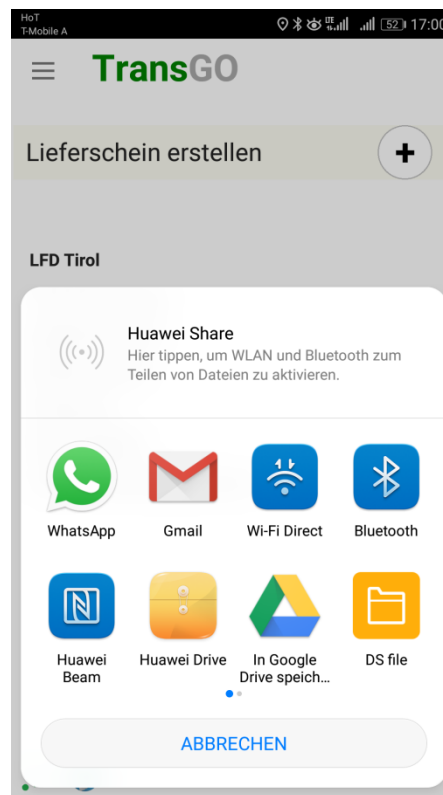 HoT
T-Mobile A
LTE
52
17:00
TransGO
Lieferschein erstellen
LFD Tirol
Huawei Share
Hier tippen, um WLAN und Bluetooth zum
Teilen von Dateien zu aktivieren.
WhatsApp
Gmail
Wi-Fi Direct
Bluetooth
Huawei
Beam
Huawei Drive
In Google
Drive speich...
DS file
ABBRECHEN